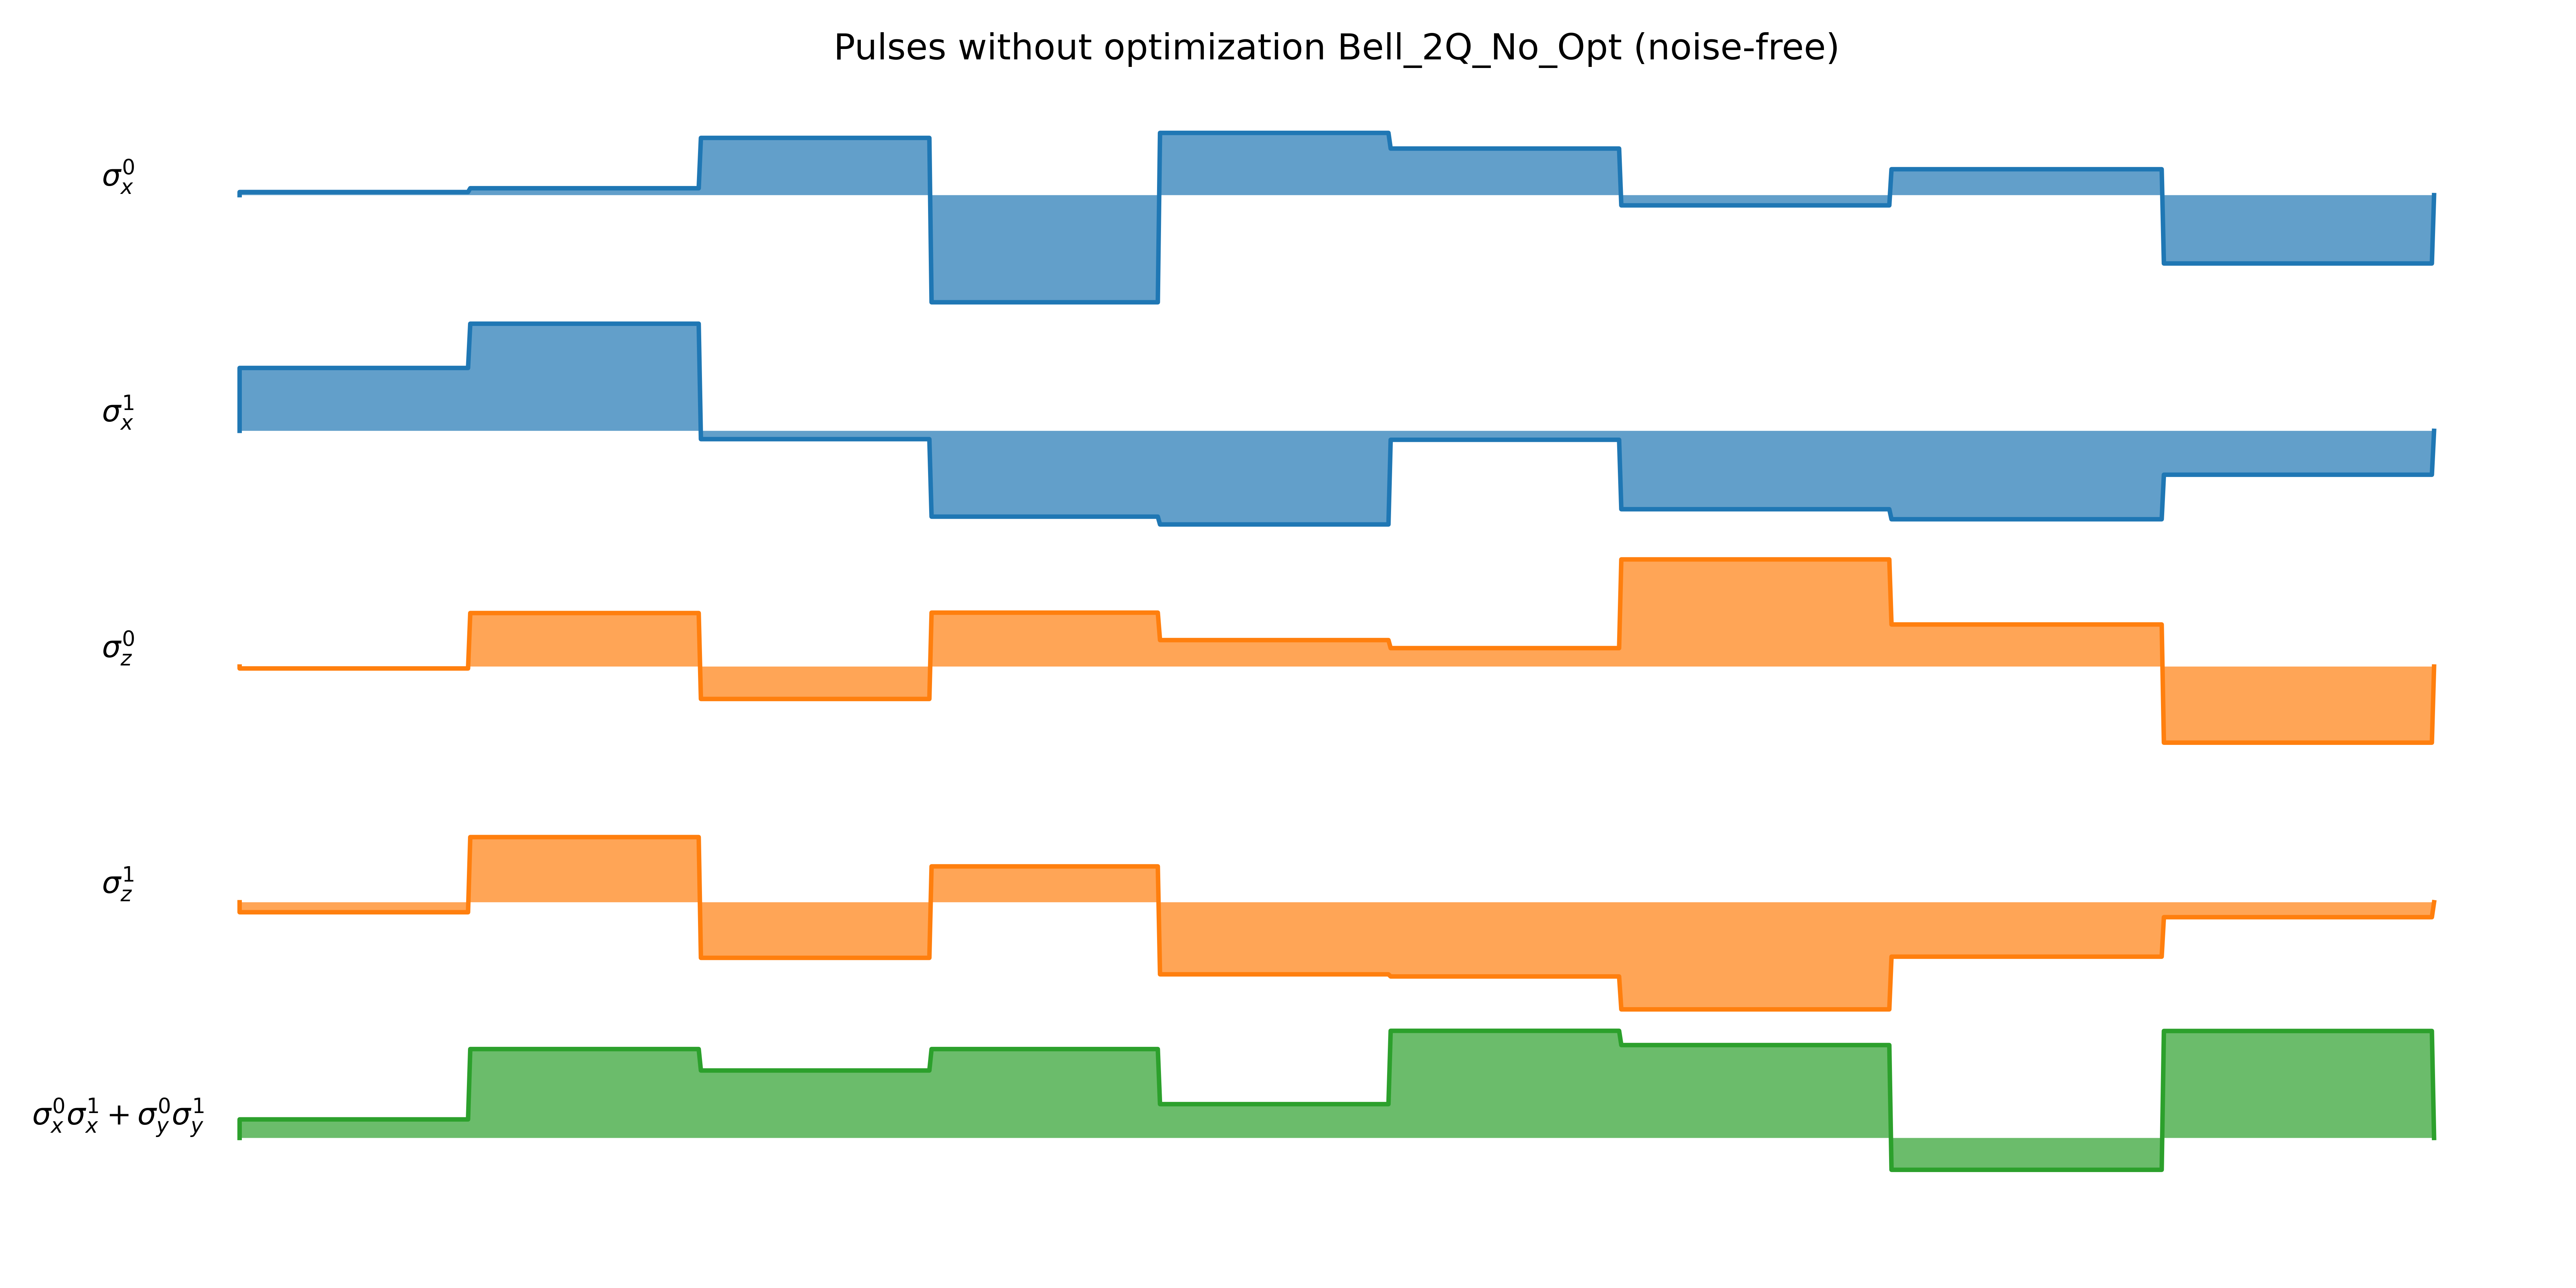 Pulses without optimization Bell_2Q_No_Opt (noise-free)
σ_x^0
σ_x^1
σ_z^0
σ_z^1
σ_x^0σ_x^1 + σ_y^0σ_y^1